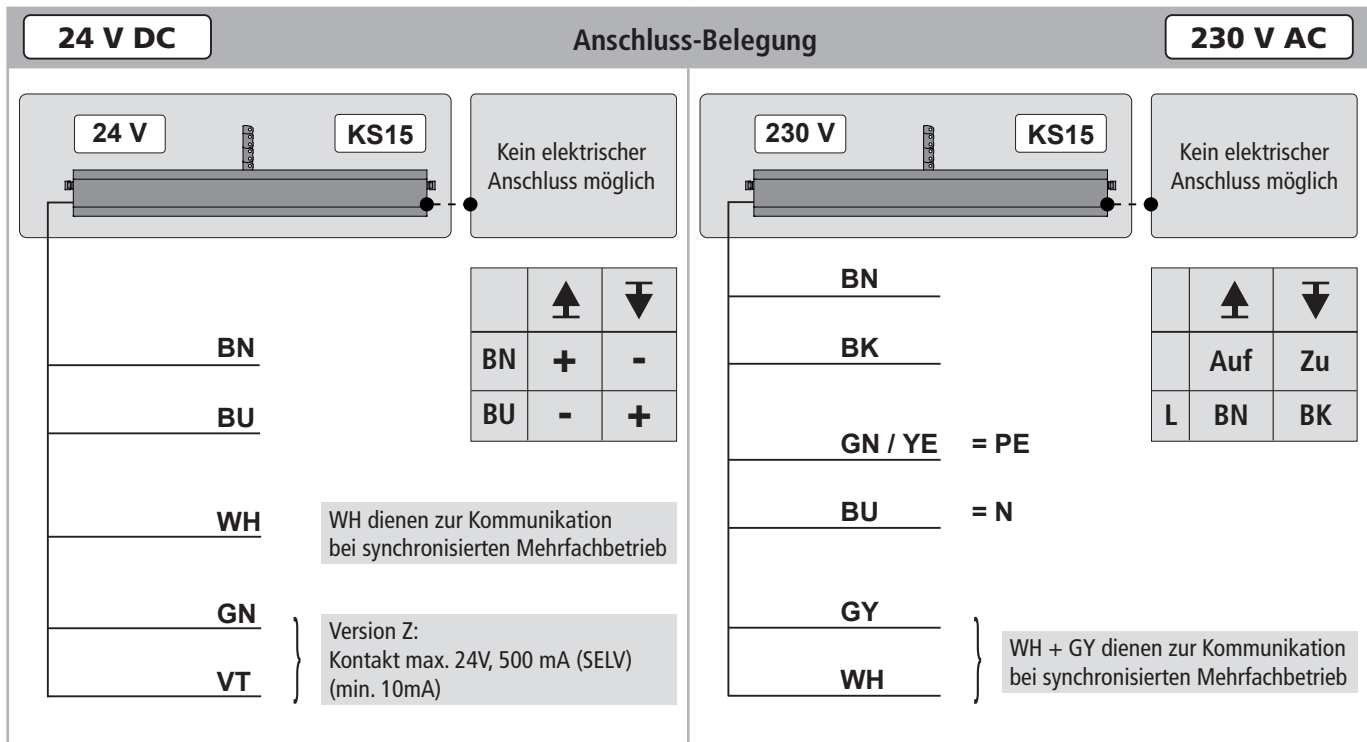 24 V DC
Anschluss-Belegung
230 V AC
24 V
KS15
Kein elektrischer
Anschluss möglich
BN
BU
WH
GN
VT
BN + -
BU - +
WH dienen zur Kommunikation
bei synchronisierten Mehrfachbetrieb
Version Z:
Kontakt max. 24V, 500 mA (SELV)
(min. 10mA)
230 V
KS15
Kein elektrischer
Anschluss möglich
BN
BK
GN / YE = PE
BU = N
GY
WH
Auf Zu
L BN BK
WH + GY dienen zur Kommunikation
bei synchronisierten Mehrfachbetrieb